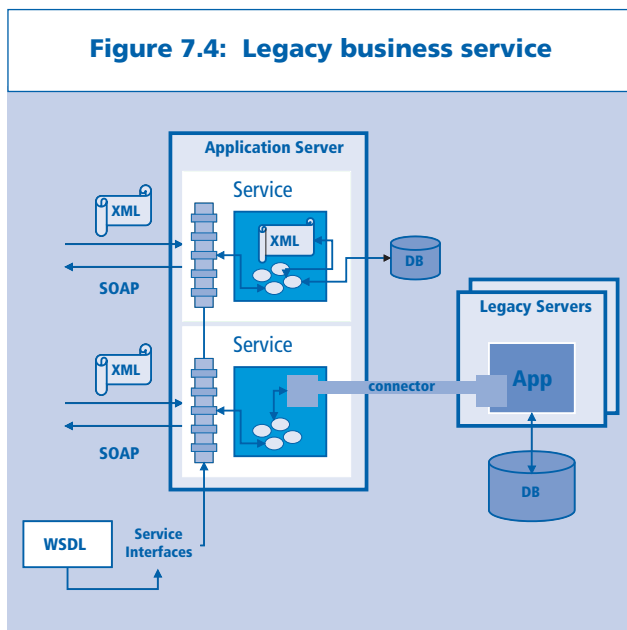 Figure 7.4: Legacy business service
Application Server
Service
XML
XML
SOAP
DB
Legacy Servers
Service
XML
connector
App
SOAP
DB
WSDL
Service
Interfaces